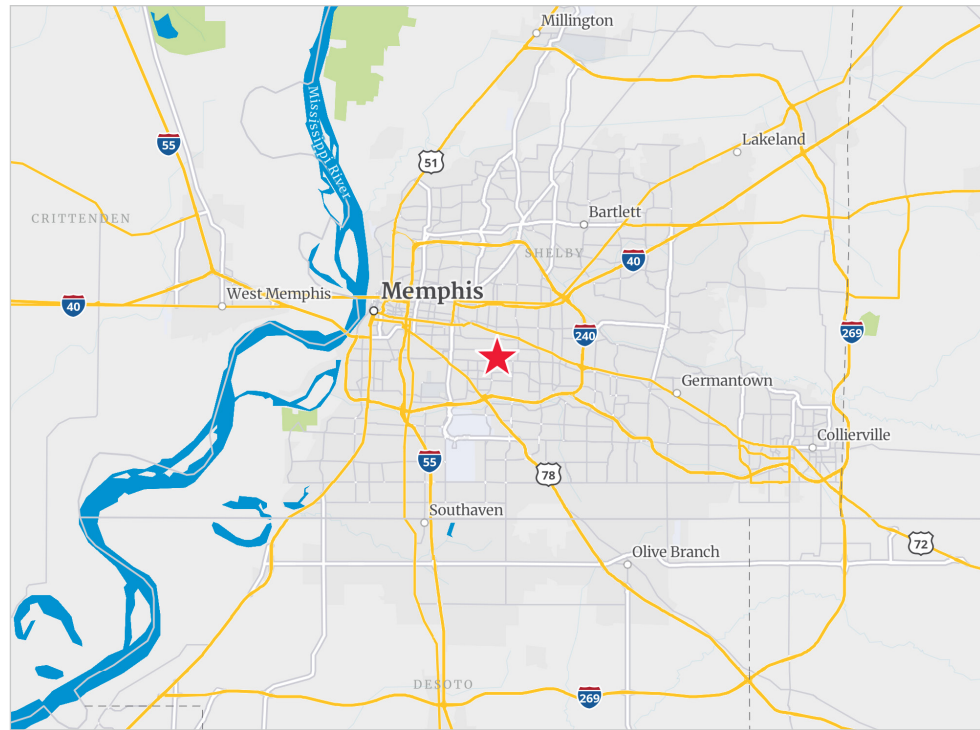 Millington
Mississippi River
55
51
Lakeland
CRITTENDEN
Bartlett
SHELBY
40
West Memphis
Memphis
40
240
269
Germantown
Collierville
55
78
Southaven
72
Olive Branch
DESOTO
269